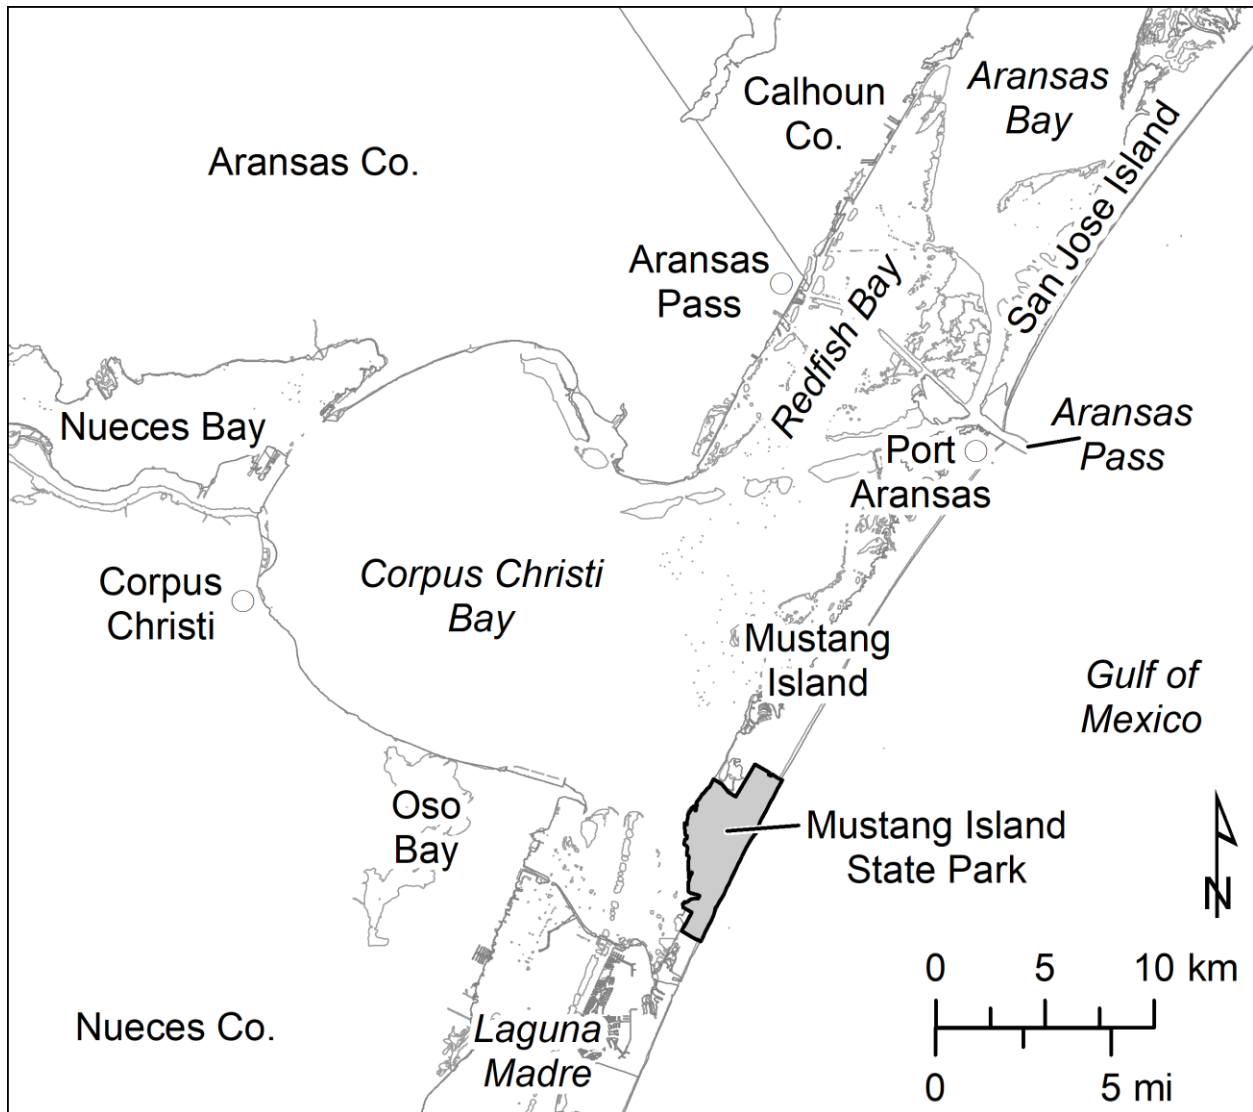 Aransas
Bay
Calhoun
Co.
Aransas Co.
San Jose Island
Aransas
Pass
Redfish Bay
Nueces Bay
Aransas
Pass
Port
Aransas
Corpus
Christi
Corpus Christi
Bay
Mustang
Island
Gulf of
Mexico
Oso
Bay
Mustang Island
State Park
N
Nueces Co.
Laguna
Madre
0 5 10 km
0 5 mi